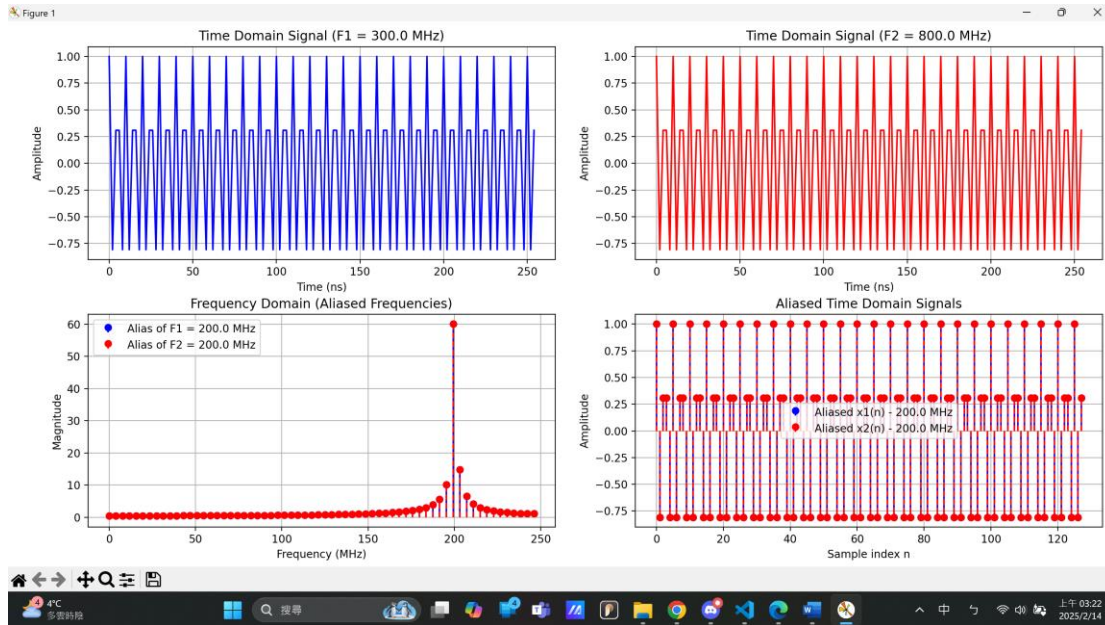 Figure 1
Time Domain Signal (F1 = 300.0 MHz)
1.00
0.75
0.50
0.25
0.00
−0.25
−0.50
−0.75
Amplitude
0 50 100 150 200 250
Time (ns)
Time Domain Signal (F2 = 800.0 MHz)
1.00
0.75
0.50
0.25
0.00
−0.25
−0.50
−0.75
Amplitude
0 50 100 150 200 250
Time (ns)
Frequency Domain (Aliased Frequencies)
Alias of F1 = 200.0 MHz
Alias of F2 = 200.0 MHz
60
50
40
30
20
10
0
Magnitude
0 50 100 150 200 250
Frequency (MHz)
Aliased Time Domain Signals
1.00
0.75
0.50
0.25
0.00
−0.25
−0.50
−0.75
Amplitude
Aliased x1(n) - 200.0 MHz
Aliased x2(n) - 200.0 MHz
0 20 40 60 80 100 120
Sample index n
4
4°C
多雲時陰
搜尋
4
中
上午 03:22
2025/2/14